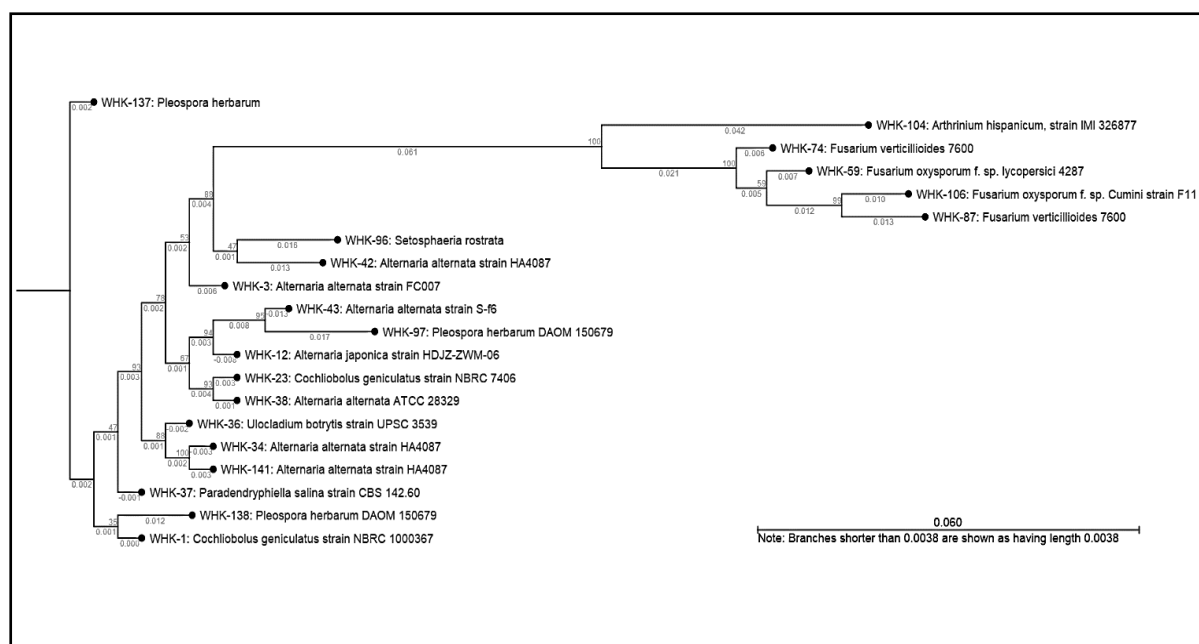 WHK-137: Pleospora herbarum
0.002
WHK-104: Arthrinium hispanicum, strain IMI 326877
100
0.042
WHK-74: Fusarium verticillioides 7600
0.061
0.006
100
WHK-59: Fusarium oxysporum f. sp. lycopersici 4287
0.021
0.007
59
0.005
WHK-106: Fusarium oxysporum f. sp. Cumini strain F11
89
0.010
99
0.004
0.012
WHK-87: Fusarium verticillioides 7600
0.013
53
WHK-96: Setosphaeria rostrata
0.002
47
0.016
0.001
WHK-42: Alternaria alternata strain HA4087
0.013
WHK-3: Alternaria alternata strain FC007
0.006
78
0.002
WHK-43: Alternaria alternata strain S-f6
95
-0.013
0.008
WHK-97: Pleospora herbarum DAOM 150679
94
0.017
0.003
WHK-12: Alternaria japonica strain HDJZ-ZWM-06
67
0.001
93
0.003
WHK-23: Cochliobolus geniculatus strain NBRC 7406
93
0.003
0.004
WHK-38: Alternaria alternata ATCC 28329
0.001
WHK-36: Ulocladium botrytis strain UPSC 3539
47
-0.002
0.001
88
0.001
WHK-34: Alternaria alternata strain HA4087
100
-0.003
0.002
WHK-141: Alternaria alternata strain HA4087
0.003
0.002
WHK-37: Paradendryphiella salina strain CBS 142.60
-0.001
WHK-138: Pleospora herbarum DAOM 150679
35
0.012
0.001
WHK-1: Cochliobolus geniculatus strain NBRC 1000367
0.000
0.060
Note: Branches shorter than 0.0038 are shown as having length 0.0038